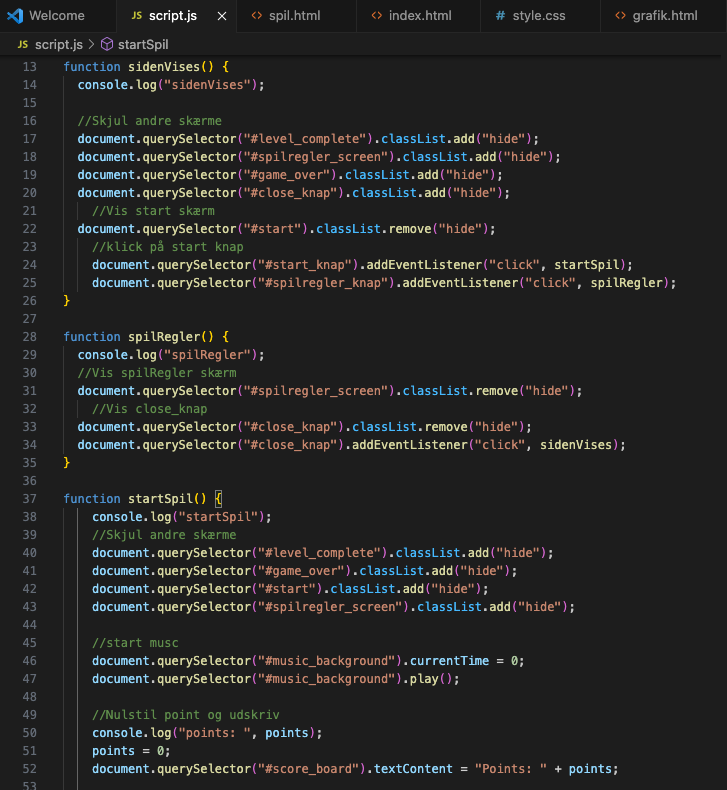 Welcome JS script.js × <> spil.html <> index.html # style.css <> grafik.html
JS script.js > startSpil
13 function sidenVises() {
14 console.log("sidenVises");
15
16 //Skjul andre skærme
17 document.querySelector("#level_complete").classList.add("hide");
18 document.querySelector("#spilregler_screen").classList.add("hide");
19 document.querySelector("#game_over").classList.add("hide");
20 document.querySelector("#close_knap").classList.add("hide");
21 //Vis start skærm
22 document.querySelector("#start").classList.remove("hide");
23 //klick på start knap
24 document.querySelector("#start_knap").addEventListener("click", startSpil);
25 document.querySelector("#spilregler_knap").addEventListener("click", spilRegler);
26 }
27
28 function spilRegler() {
29 console.log("spilRegler");
30 //Vis spilRegler skærm
31 document.querySelector("#spilregler_screen").classList.remove("hide");
32 //Vis close_knap
33 document.querySelector("#close_knap").classList.remove("hide");
34 document.querySelector("#close_knap").addEventListener("click", sidenVises);
35 }
36
37 function startSpil() {
38 console.log("startSpil");
39 //Skjul andre skærme
40 document.querySelector("#level_complete").classList.add("hide");
41 document.querySelector("#game_over").classList.add("hide");
42 document.querySelector("#start").classList.add("hide");
43 document.querySelector("#spilregler_screen").classList.add("hide");
44
45 //start musc
46 document.querySelector("#music_background").currentTime = 0;
47 document.querySelector("#music_background").play();
48
49 //Nulstil point og udskriv
50 console.log("points: ", points);
51 points = 0;
52 document.querySelector("#score_board").textContent = "Points: " + points;
53